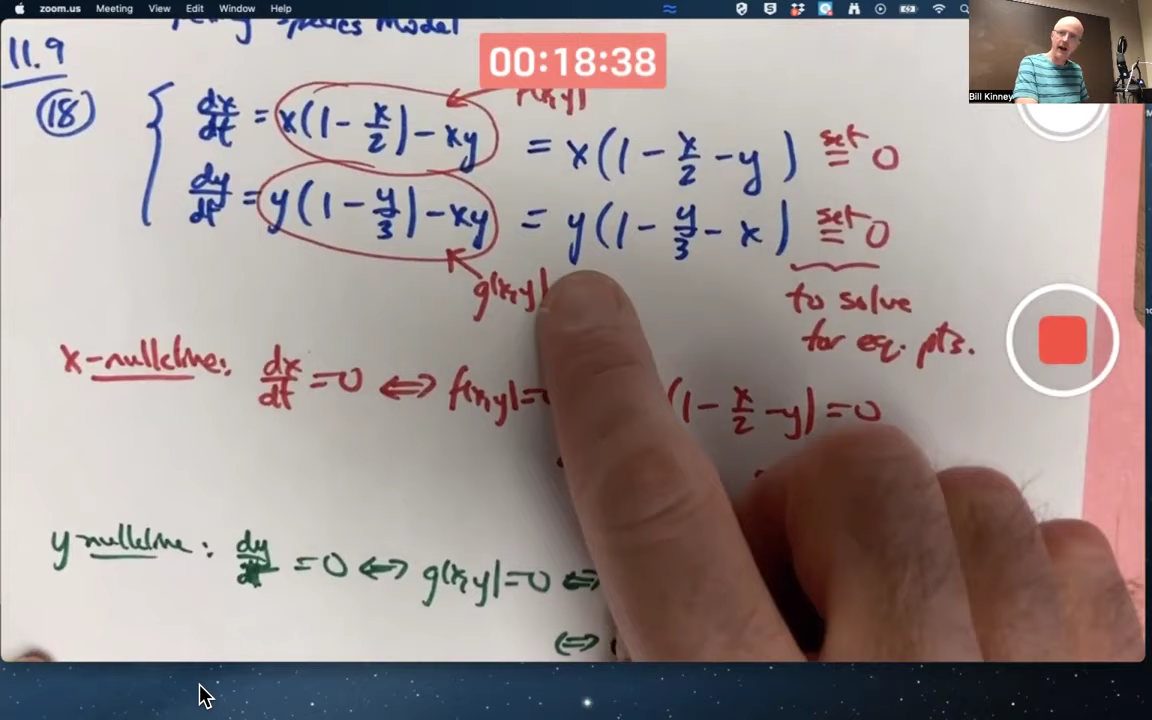 zoom.us Meeting View Edit Window Help
Species Model
11.9
00:18:38
Bill Kinney
(18) { dx/dt = x(1 - x/2) - xy = x(1 - x/2 - y) set = 0
f(x,y)
dy/dt = y(1 - y/3) - xy = y(1 - y/3 - x) set = 0
g(x,y)
to solve
for eq. pts.
x-nullcline: dx/dt = 0 ⇔ f(x,y) = (1 - x/2 - y) = 0
y-nullcline: dy/dt = 0 ⇔ g(x,y) = 0 ⇔
⇔